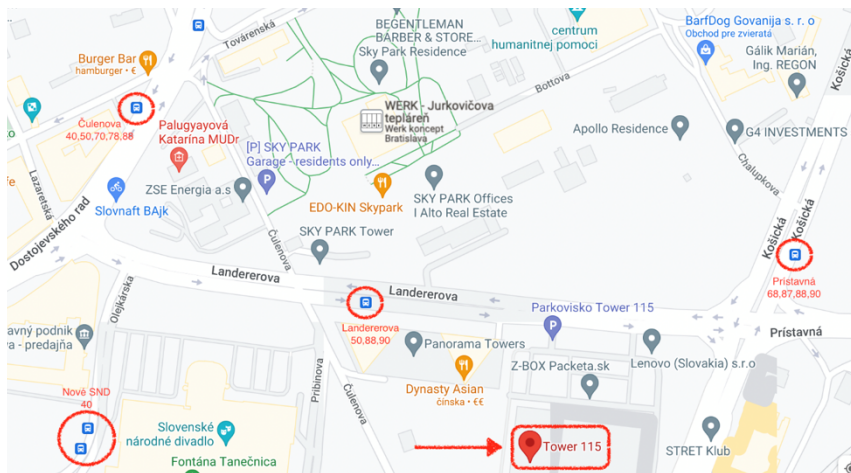 BEGENTLEMAN
BARBER & STORE...
Sky Park Residence
centrum
humanitnej pomoci
BarfDog Govanija s. r. o
Obchod pre zvieratá
Gálik Marián,
Ing. REGON
Košická
Továrenská
Burger Bar
hamburger • €
Bottova
Čulenova
40,50,70,78.88
Palugyayová
Katarína MUDr
WERK - Jurkovičova
tepláreň
Werk koncept
Bratislava
Apollo Residence
G4 INVESTMENTS
[P] SKY PARK
Garage - residents only...
Lazaretská
ZSE Energia a.s
Slovnaft BAjk
EDO-KIN Skypark
SKY PARK Offices
I Alto Real Estate
Chalupkova
Dostojevského rad
Čulenova
SKY PARK Tower
Košická
Košická
Landererova
Landererova
Pristavná
68,87,88,90
Olejkárska
Landererova
50,88,90
Parkovisko Tower 115
Prístavná
avný podnik
va - predajňa
Panorama Towers
Z-BOX Packeta.sk
Lenovo (Slovakia) s.r.o
Nové SND
40
Pribinova
Čulenova
Dynasty Asian
čínska • €€
Slovenské
národné divadlo
Tower 115
STRET Klub
Fontána Tanečnica